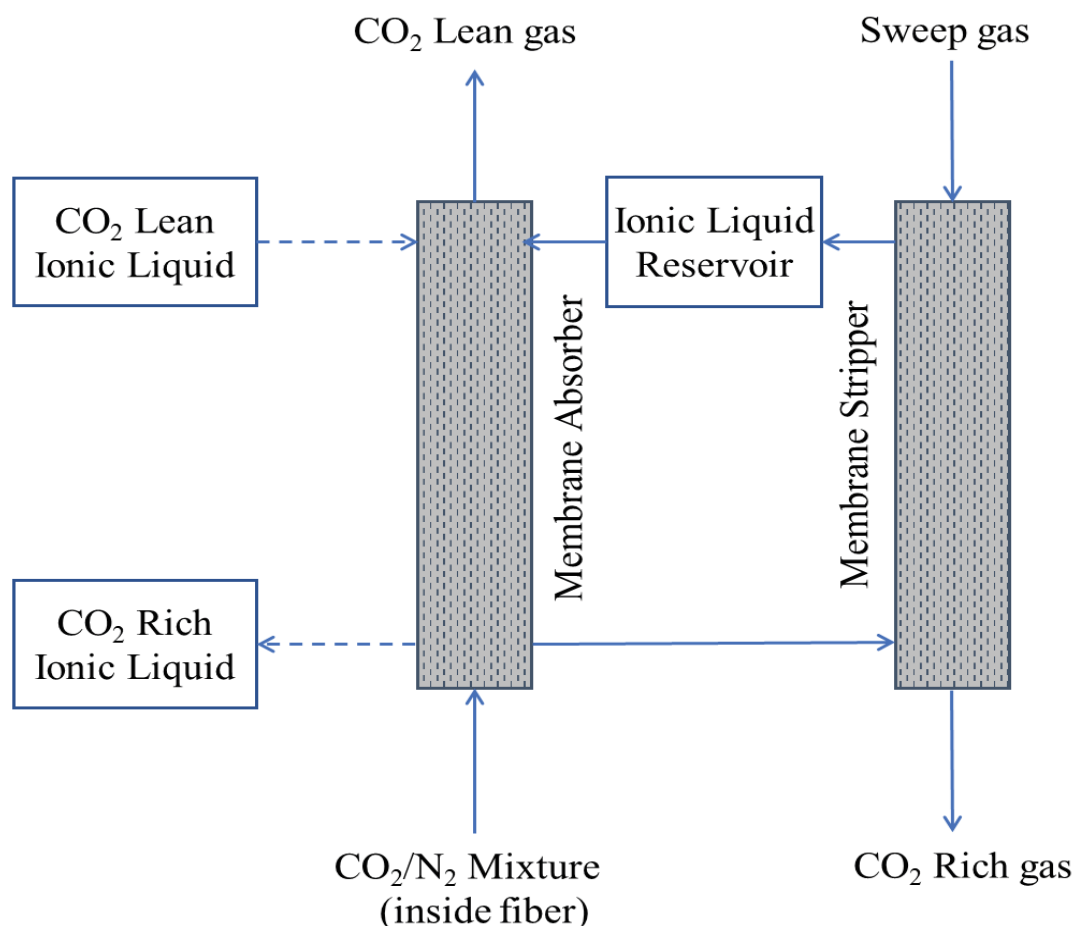 CO₂ Lean gas
Sweep gas
CO₂ Lean
Ionic Liquid
Ionic Liquid
Reservoir
Membrane Absorber
Membrane Stripper
CO₂ Rich
Ionic Liquid
CO₂/N₂ Mixture
(inside fiber)
CO₂ Rich gas